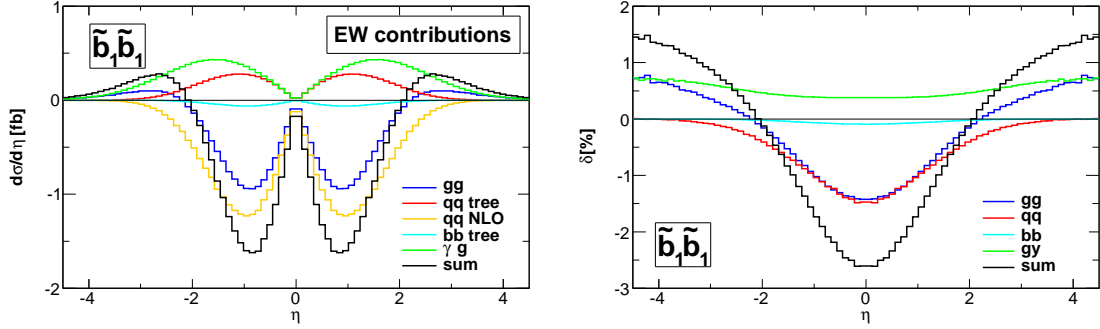 b̃₁b̃₁
EW contributions
dσ/dη [fb]
1
0
-1
-2
-4
-2
0
2
4
η
gg
qq tree
qq NLO
bb tree
γ g
sum
δ[%]
2
1
0
-1
-2
-3
-4
-2
0
2
4
η
b̃₁b̃₁
gg
qq
bb
gy
sum